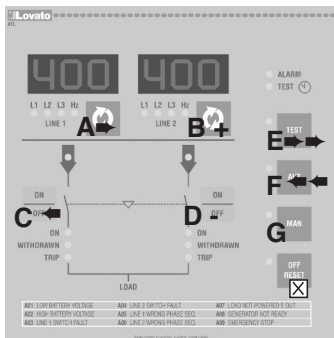 Lovato
ATL
400 400
L1 L2 L3 Hz L1 L2 L3 Hz
LINE 1 LINE 2
A B +
ALARM
TEST
TEST
E
AUT
F
ON ON
OFF OFF
C D -
MAN
G
ON ON
WITHDRAWN WITHDRAWN
TRIP TRIP
OFF
RESET
X
LOAD
A01 LOW BATTERY VOLTAGE A04 LINE 2 SWITCH FAULT A07 LOAD NOT POWERED T.OUT
A02 HIGH BATTERY VOLTAGE A05 LINE 1 WRONG PHASE SEQ. A08 GENERATOR NOT READY
A03 LINE 1 SWITCH FAULT A06 LINE 2 WRONG PHASE SEQ. A09 EMERGENCY STOP